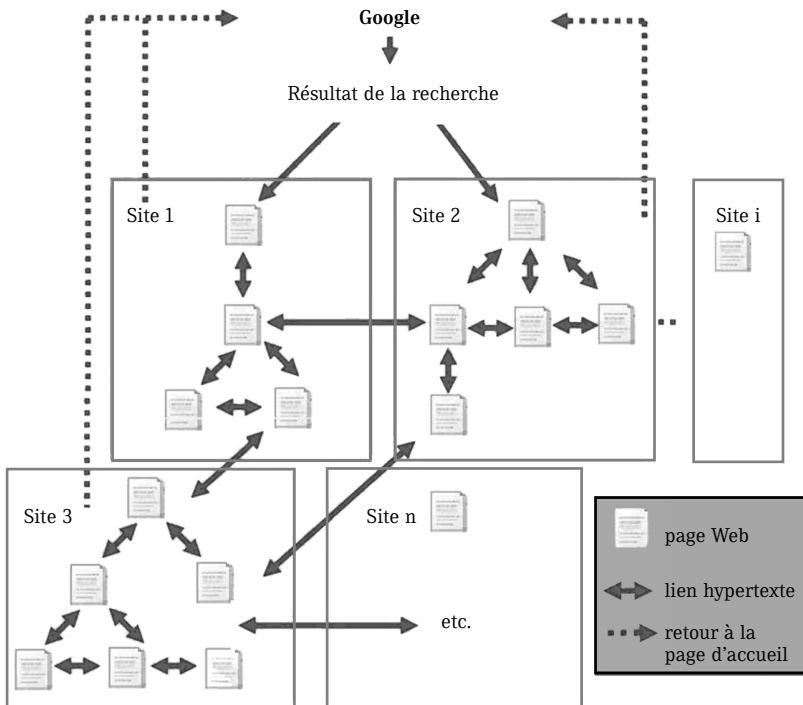 Google
Résultat de la recherche
Site 1
Site 2
Site i
Site 3
Site n
etc.
page Web
lien hypertexte
retour à la
page d'accueil